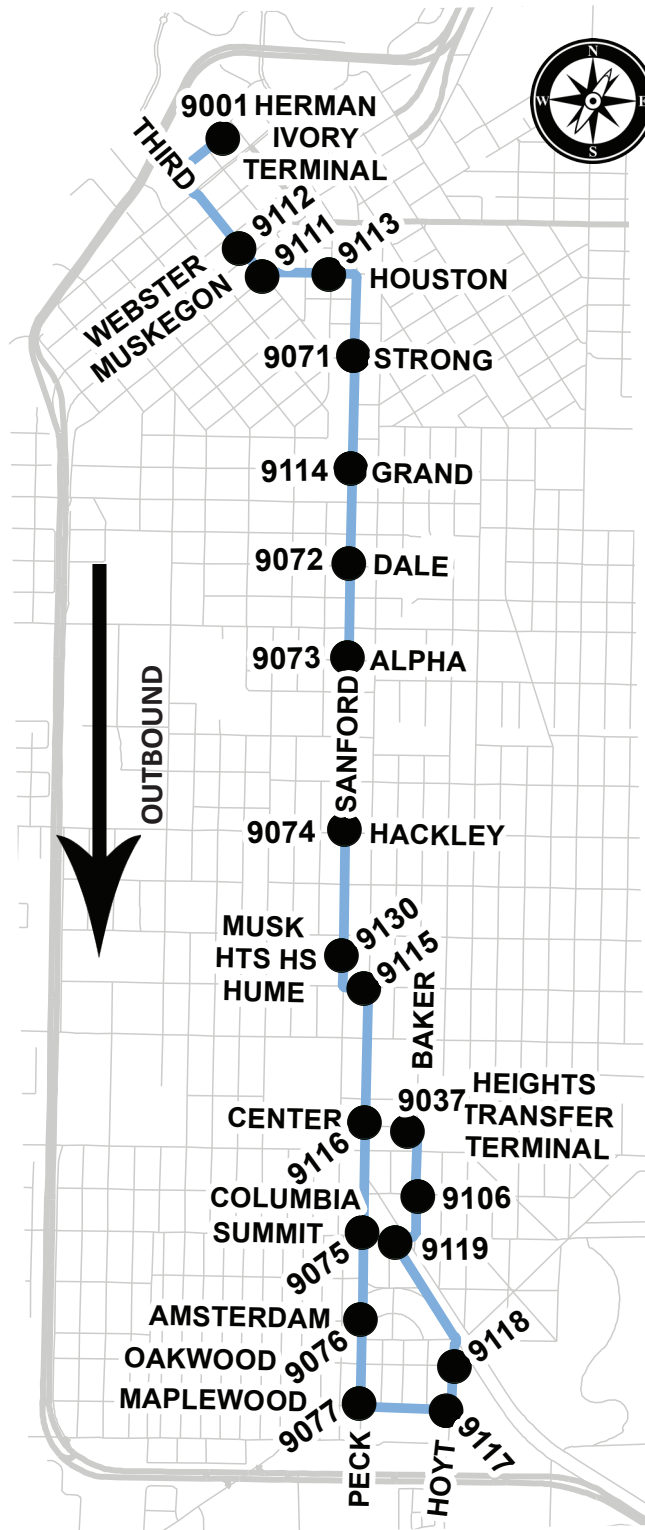 N
W
E
S
9001
HERMAN
IVORY
TERMINAL
THIRD
9112
9111
9113
WEBSTER
MUSKEGON
HOUSTON
9071
STRONG
9114
GRAND
9072
DALE
9073
ALPHA
SANFORD
OUTBOUND
9074
HACKLEY
MUSK
HTS HS
HUME
9130
9115
BAKER
HEIGHTS
TRANSFER
TERMINAL
9037
CENTER
9116
COLUMBIA
9106
SUMMIT
9075
9119
AMSTERDAM
9076
OAKWOOD
9118
MAPLEWOOD
9077
9117
PECK
HOYT